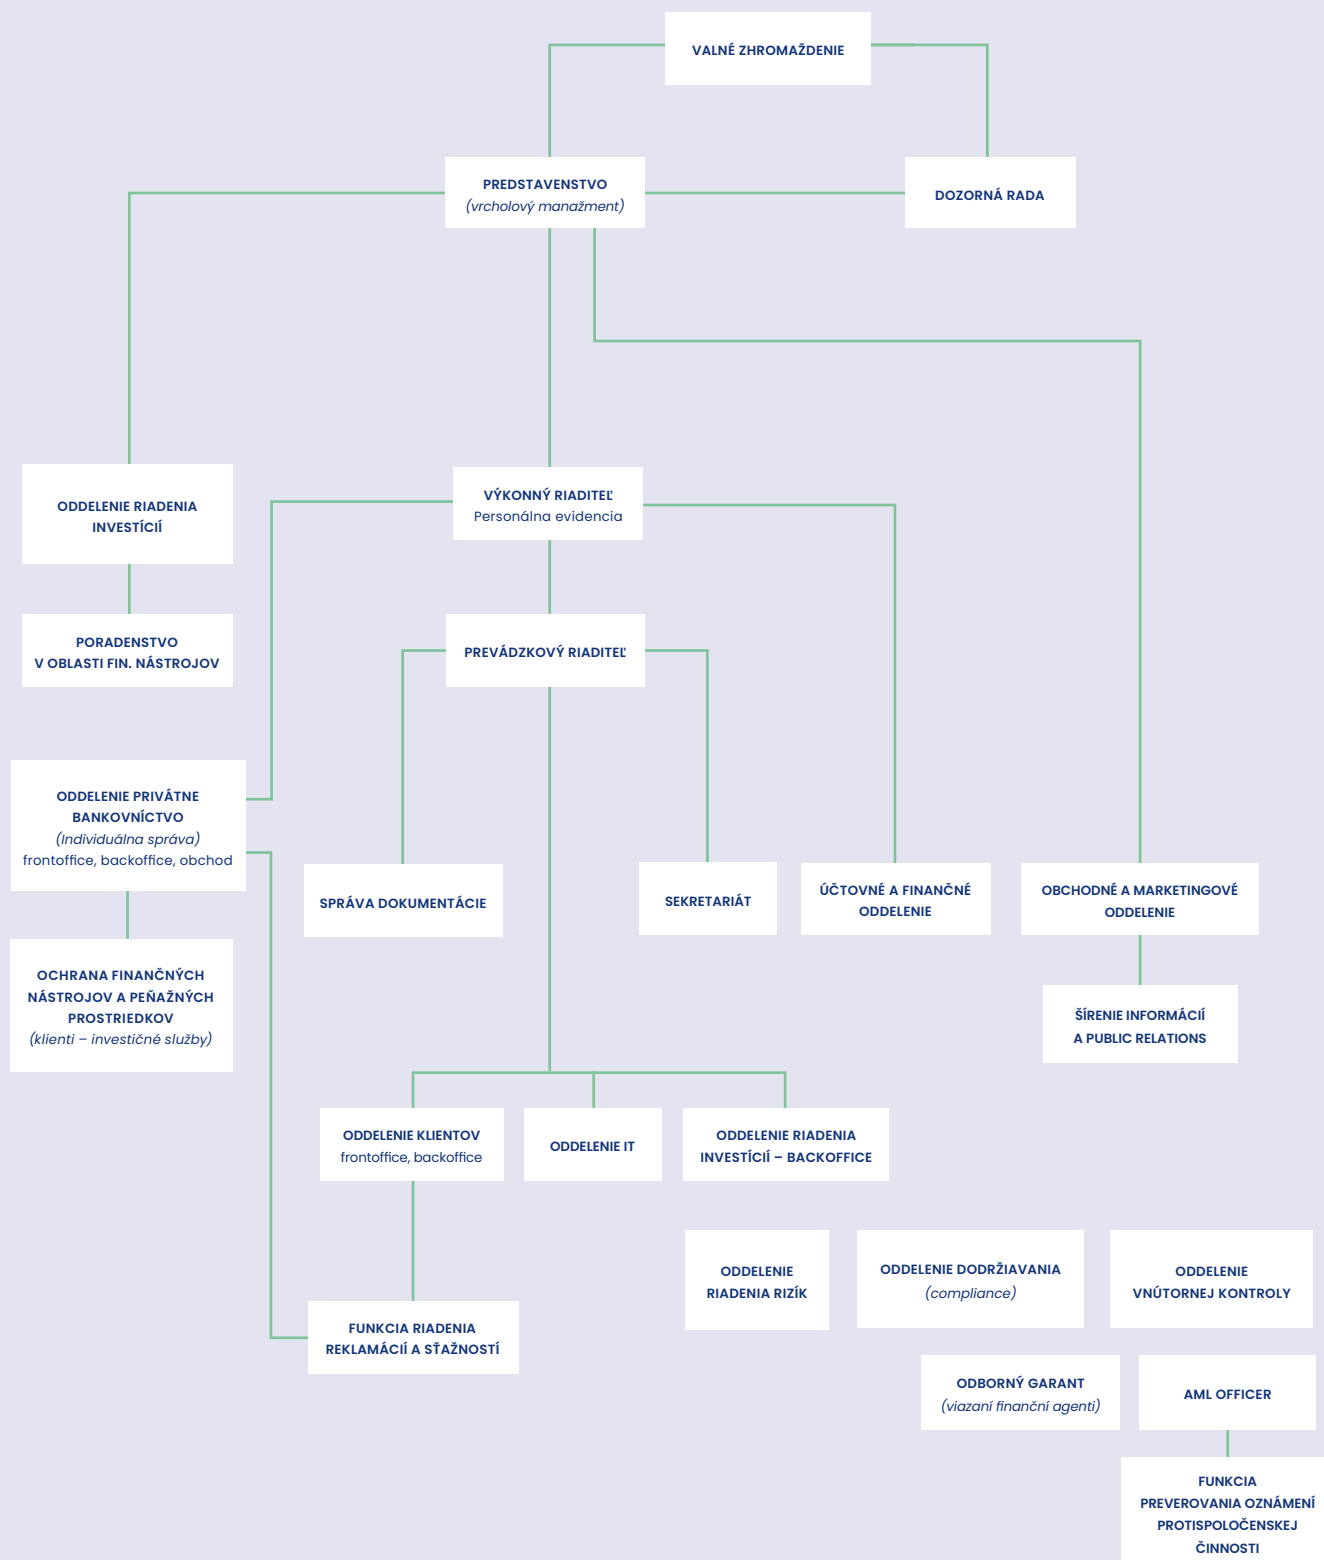 VALNÉ ZHROMAŽDENIE
PREDSTAVENSTVO
(vrcholový manažment)
DOZORNÁ RADA
ODDELENIE RIADENIA
INVESTÍCIÍ
VÝKONNÝ RIADITEĽ
Personálna evidencia
PORADENSTVO
V OBLASTI FIN. NÁSTROJOV
PREVÁDZKOVÝ RIADITEĽ
ODDELENIE PRIVÁTNE
BANKOVNÍCTVO
(Individuálna správa)
frontoffice, backoffice, obchod
SPRÁVA DOKUMENTÁCIE
SEKRETARIÁT
ÚČTOVNÉ A FINANČNÉ
ODDELENIE
OBCHODNÉ A MARKETINGOVÉ
ODDELENIE
OCHRANA FINANČNÝCH
NÁSTROJOV A PEŇAŽNÝCH
PROSTRIEDKOV
(klienti – investičné služby)
ŠÍRENIE INFORMÁCIÍ
A PUBLIC RELATIONS
ODDELENIE KLIENTOV
frontoffice, backoffice
ODDELENIE IT
ODDELENIE RIADENIA
INVESTÍCIÍ – BACKOFFICE
ODDELENIE
RIADENIA RIZÍK
ODDELENIE DODRŽIAVANIA
(compliance)
ODDELENIE
VNÚTORNEJ KONTROLY
FUNKCIA RIADENIA
REKLAMÁCIÍ A SŤAŽNOSTÍ
ODBORNÝ GARANT
(viazaní finanční agenti)
AML OFFICER
FUNKCIA
PREVEROVANIA OZNÁMENÍ
PROTISPOLOČENSKEJ
ČINNOSTI